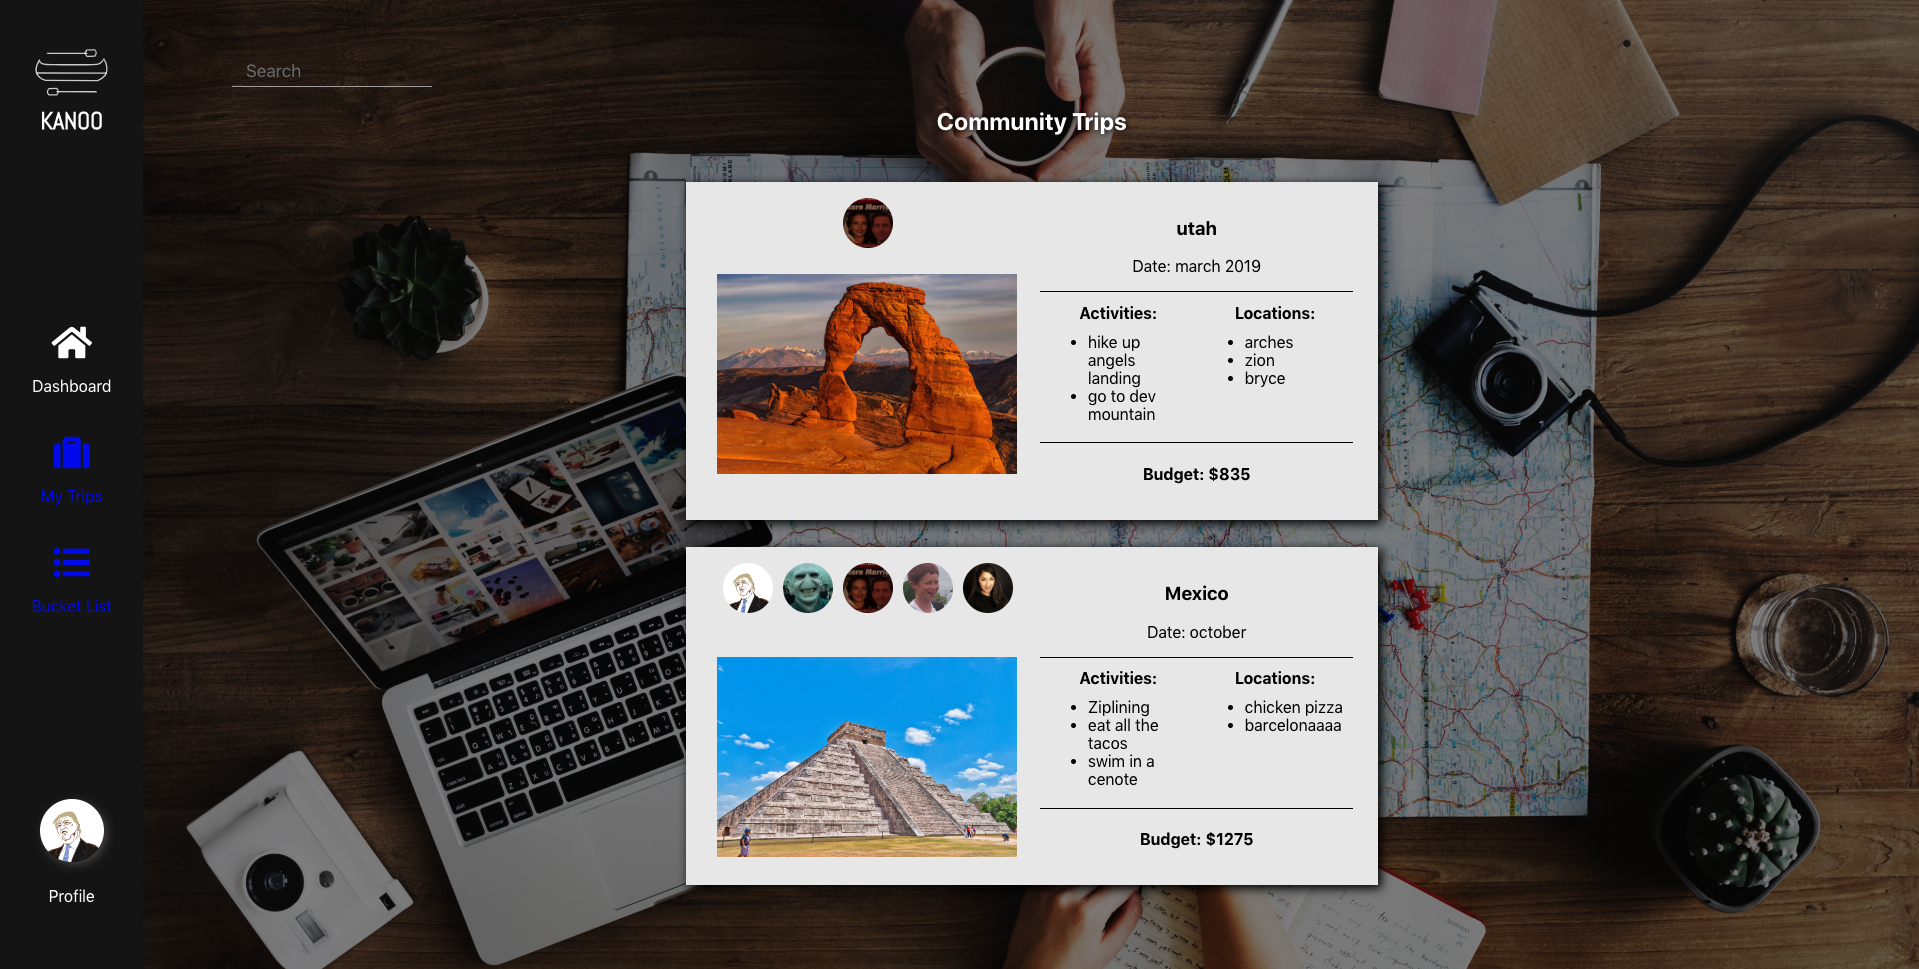 KANOO
Search
Community Trips
Dashboard
My Trips
Bucket List
Profile
utah
Date: march 2019
Activities:
hike up
angels
landing
go to dev
mountain
Locations:
arches
zion
bryce
Budget: $835
Mexico
Date: october
Activities:
Ziplining
eat all the
tacos
swim in a
cenote
Locations:
chicken pizza
barcelonaaaa
Budget: $1275